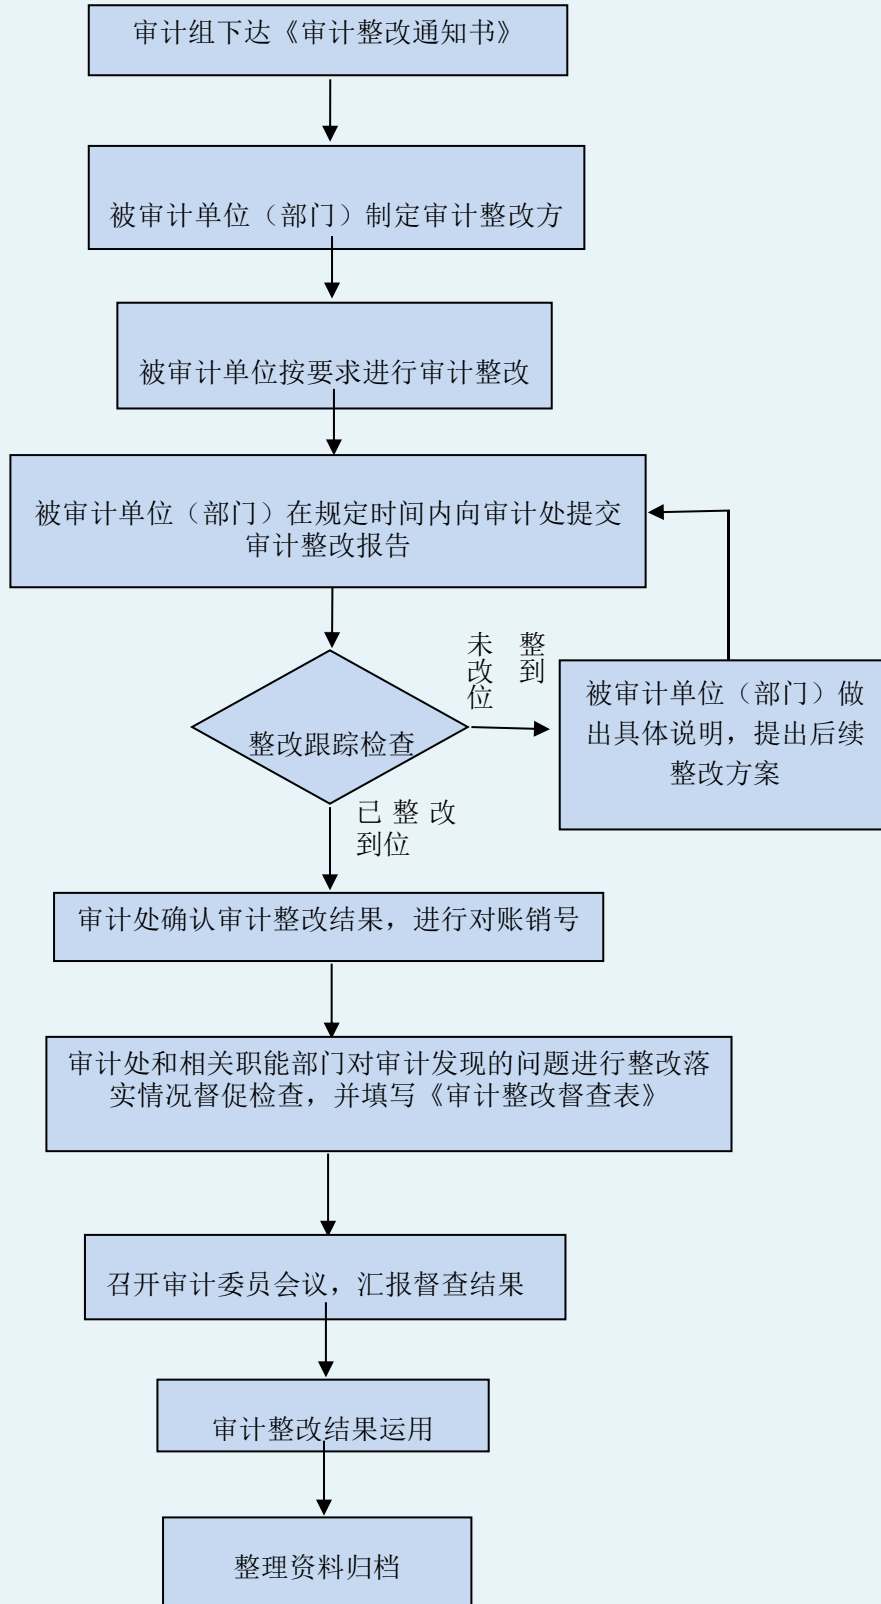 审计组下达《审计整改通知书》
被审计单位（部门）制定审计整改方
被审计单位按要求进行审计整改
被审计单位（部门）在规定时间内向审计处提交
审计整改报告
未 整
改 到
位
被审计单位（部门）做
出具体说明，提出后续
整改方案
整改跟踪检查
已 整 改
到位
审计处确认审计整改结果，进行对账销号
审计处和相关职能部门对审计发现的问题进行整改落
实情况督促检查，并填写《审计整改督查表》
召开审计委员会议，汇报督查结果
审计整改结果运用
整理资料归档